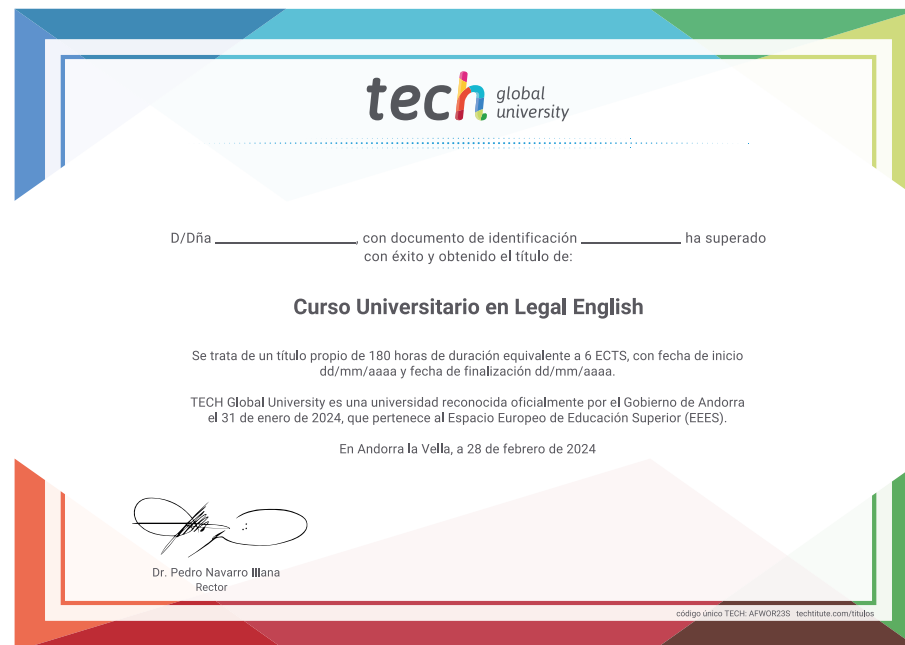 tech global university
D/Dña ____________________, con documento de identificación ______________ ha superado
con éxito y obtenido el título de:
Curso Universitario en Legal English
Se trata de un título propio de 180 horas de duración equivalente a 6 ECTS, con fecha de inicio
dd/mm/aaaa y fecha de finalización dd/mm/aaaa.
TECH Global University es una universidad reconocida oficialmente por el Gobierno de Andorra
el 31 de enero de 2024, que pertenece al Espacio Europeo de Educación Superior (EEES).
En Andorra la Vella, a 28 de febrero de 2024
Dr. Pedro Navarro Illana
Rector
código único TECH: AFWOR23S techtitute.com/titulos